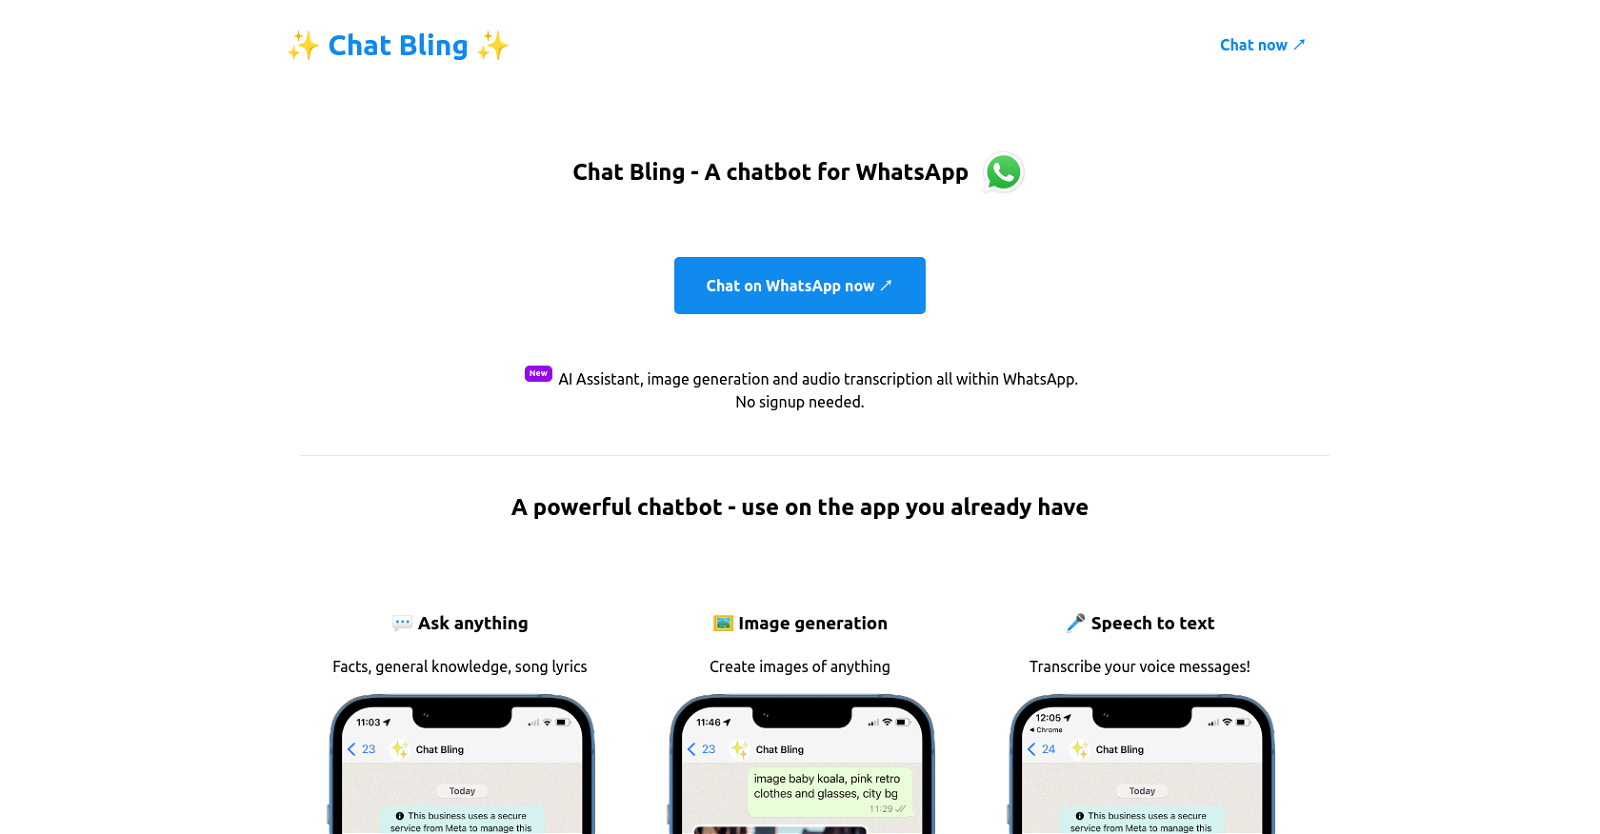 ✨ Chat Bling ✨
Chat now ↗
Chat Bling - A chatbot for WhatsApp
Chat on WhatsApp now ↗
New AI Assistant, image generation and audio transcription all within WhatsApp.
No signup needed.
A powerful chatbot - use on the app you already have
💬 Ask anything
Facts, general knowledge, song lyrics
11:03
23 Chat Bling
Today
This business uses a secure
service from Meta to manage this
🖼️ Image generation
Create images of anything
11:46
23 Chat Bling
image baby koala, pink retro
clothes and glasses, city bg
11:29
🎤 Speech to text
Transcribe your voice messages!
12:05
◀ Chrome
24 Chat Bling
Today
This business uses a secure
service from Meta to manage this